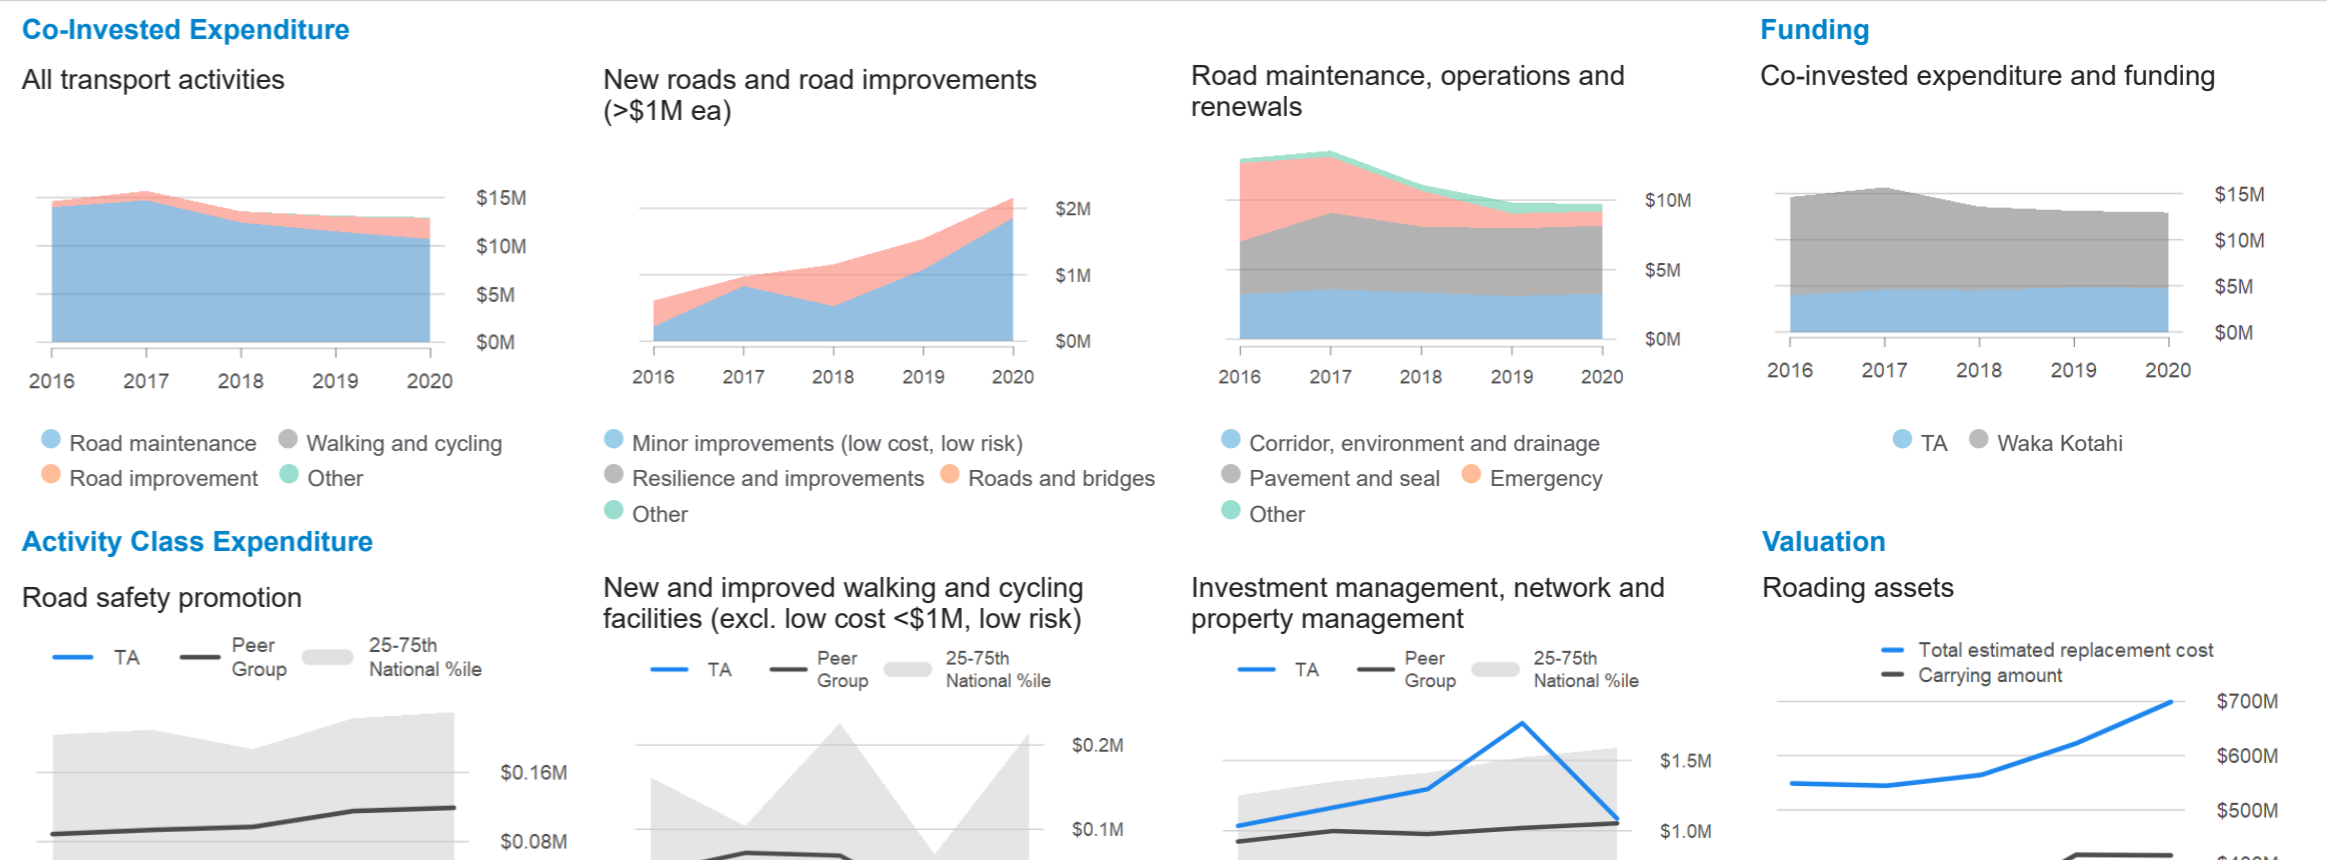 Co-Invested Expenditure
All transport activities
$15M
$10M
$5M
$0M
2016 2017 2018 2019 2020
Road maintenance Walking and cycling
Road improvement Other
New roads and road improvements
(>$1M ea)
$2M
$1M
$0M
2016 2017 2018 2019 2020
Minor improvements (low cost, low risk)
Resilience and improvements Roads and bridges
Other
Road maintenance, operations and
renewals
$10M
$5M
$0M
2016 2017 2018 2019 2020
Corridor, environment and drainage
Pavement and seal Emergency
Other
Funding
Co-invested expenditure and funding
$15M
$10M
$5M
$0M
2016 2017 2018 2019 2020
TA Waka Kotahi
Activity Class Expenditure
Road safety promotion
TA Peer Group 25-75th National %ile
$0.16M
$0.08M
New and improved walking and cycling
facilities (excl. low cost <$1M, low risk)
TA Peer Group 25-75th National %ile
$0.2M
$0.1M
Investment management, network and
property management
TA Peer Group 25-75th National %ile
$1.5M
$1.0M
Valuation
Roading assets
Total estimated replacement cost
Carrying amount
$700M
$600M
$500M